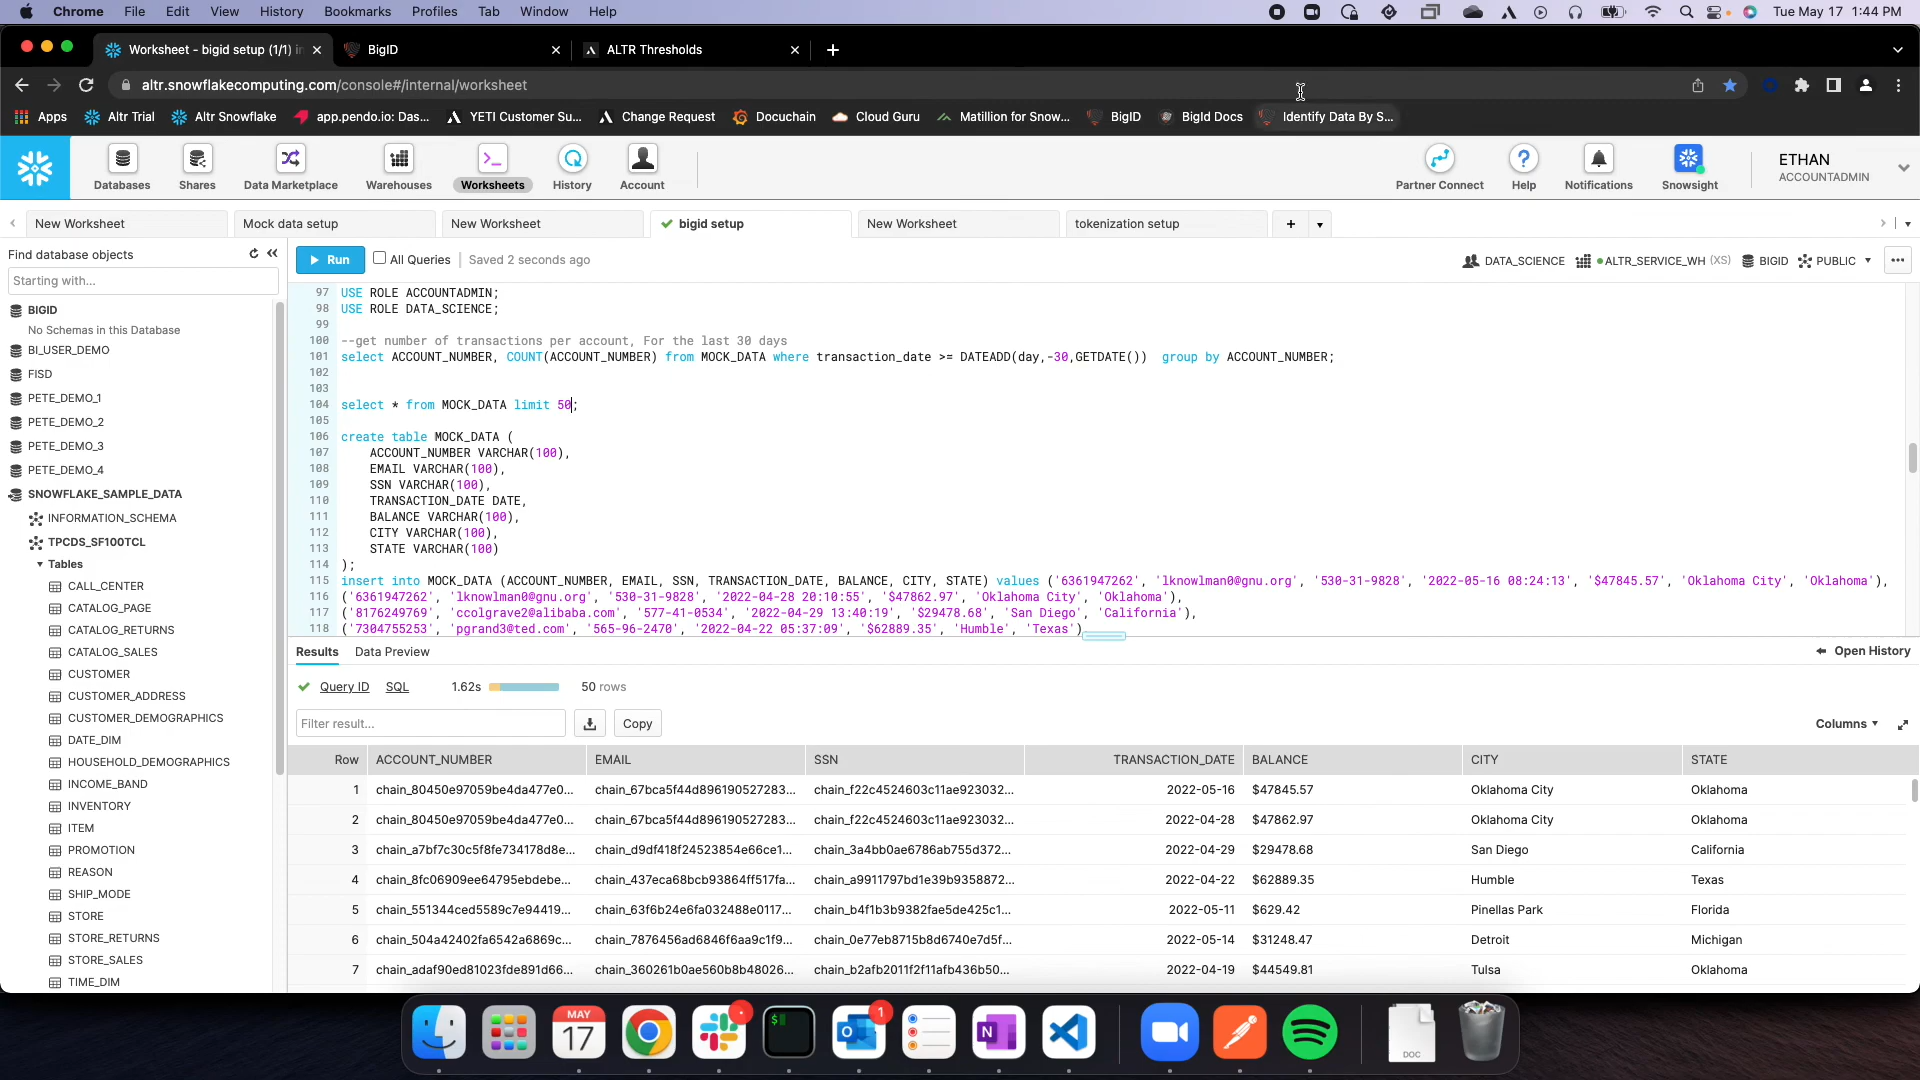 Chrome File Edit View History Bookmarks Profiles Tab Window Help Tue May 17 1:44 PM
Worksheet - bigid setup (1/1) in BigID ALTR Thresholds
altr.snowflakecomputing.com/console#/internal/worksheet
Apps Altr Trial Altr Snowflake app.pendo.io: Das... YETI Customer Su... Change Request Docuchain Cloud Guru Matillion for Snow... BigID BigId Docs Identify Data By S...
Databases Shares Data Marketplace Warehouses Worksheets History Account Partner Connect Help Notifications Snowsight
ETHAN
ACCOUNTADMIN
New Worksheet Mock data setup New Worksheet bigid setup New Worksheet tokenization setup
Find database objects
Starting with...
BIGID
No Schemas in this Database
BI_USER_DEMO
FISD
PETE_DEMO_1
PETE_DEMO_2
PETE_DEMO_3
PETE_DEMO_4
SNOWFLAKE_SAMPLE_DATA
INFORMATION_SCHEMA
TPCDS_SF100TCL
Tables
CALL_CENTER
CATALOG_PAGE
CATALOG_RETURNS
CATALOG_SALES
CUSTOMER
CUSTOMER_ADDRESS
CUSTOMER_DEMOGRAPHICS
DATE_DIM
HOUSEHOLD_DEMOGRAPHICS
INCOME_BAND
INVENTORY
ITEM
PROMOTION
REASON
SHIP_MODE
STORE
STORE_RETURNS
STORE_SALES
TIME_DIM
Run All Queries Saved 2 seconds ago DATA_SCIENCE ALTR_SERVICE_WH (XS) BIGID PUBLIC
97 USE ROLE ACCOUNTADMIN;
98 USE ROLE DATA_SCIENCE;
99
100 --get number of transactions per account, For the last 30 days
101 select ACCOUNT_NUMBER, COUNT(ACCOUNT_NUMBER) from MOCK_DATA where transaction_date >= DATEADD(day,-30,GETDATE()) group by ACCOUNT_NUMBER;
102
103
104 select * from MOCK_DATA limit 50;
105
106 create table MOCK_DATA (
107 ACCOUNT_NUMBER VARCHAR(100),
108 EMAIL VARCHAR(100),
109 SSN VARCHAR(100),
110 TRANSACTION_DATE DATE,
111 BALANCE VARCHAR(100),
112 CITY VARCHAR(100),
113 STATE VARCHAR(100)
114 );
115 insert into MOCK_DATA (ACCOUNT_NUMBER, EMAIL, SSN, TRANSACTION_DATE, BALANCE, CITY, STATE) values ('6361947262', 'lknowlman0@gnu.org', '530-31-9828', '2022-05-16 08:24:13', '$47845.57', 'Oklahoma City', 'Oklahoma'),
116 ('6361947262', 'lknowlman0@gnu.org', '530-31-9828', '2022-04-28 20:10:55', '$47862.97', 'Oklahoma City', 'Oklahoma'),
117 ('8176249769', 'ccolgrave2@alibaba.com', '577-41-0534', '2022-04-29 13:40:19', '$29478.68', 'San Diego', 'California'),
118 ('7304755253', 'pgrand3@ted.com', '565-96-2470', '2022-04-22 05:37:09', '$62889.35', 'Humble', 'Texas')
Results Data Preview Open History
Query ID SQL 1.62s 50 rows
Filter result... Copy Columns
Row ACCOUNT_NUMBER EMAIL SSN TRANSACTION_DATE BALANCE CITY STATE
1 chain_80450e97059be4da477e0... chain_67bca5f44d896190527283... chain_f22c4524603c11ae923032... 2022-05-16 $47845.57 Oklahoma City Oklahoma
2 chain_80450e97059be4da477e0... chain_67bca5f44d896190527283... chain_f22c4524603c11ae923032... 2022-04-28 $47862.97 Oklahoma City Oklahoma
3 chain_a7bf7c30c5f8fe734178d8e... chain_d9df418f24523854e66ce1... chain_3a4bb0ae6786ab755d372... 2022-04-29 $29478.68 San Diego California
4 chain_8fc06909ee64795ebdebe... chain_437eca68bcb93864ff517fa... chain_a9911797bd1e39b9358872... 2022-04-22 $62889.35 Humble Texas
5 chain_551344ced5589c7e94419... chain_63f6b24e6fa032488e0117... chain_b4f1b3b9382fae5de425c1... 2022-05-11 $629.42 Pinellas Park Florida
6 chain_504a42402fa6542a6869c... chain_7876456ad6846f6aa9c1f9... chain_0e77eb8715b8d6740e7d5f... 2022-05-14 $31248.47 Detroit Michigan
7 chain_adaf90ed81023fde891d66... chain_360261b0ae560b8b48026... chain_b2afb2011f2f11afb436b50... 2022-04-19 $44549.81 Tulsa Oklahoma
MAY
17
1
DOC